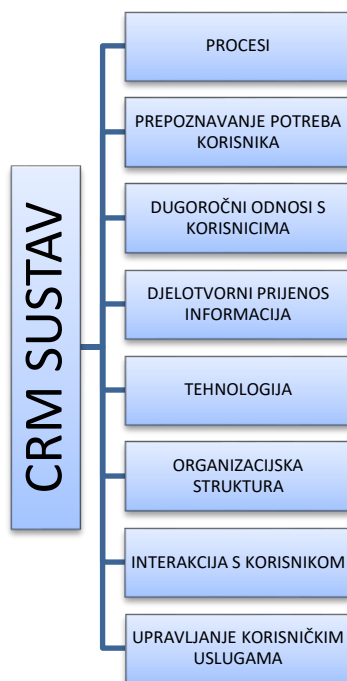 CRM SUSTAV
PROCESI
PREPOZNAVANJE POTREBA
KORISNIKA
DUGOROČNI ODNOSI S
KORISNICIMA
DJELOTVORNI PRIJENOS
INFORMACIJA
TEHNOLOGIJA
ORGANIZACIJSKA
STRUKTURA
INTERAKCIJA S KORISNIKOM
UPRAVLJANJE KORISNIČKIM
USLUGAMA